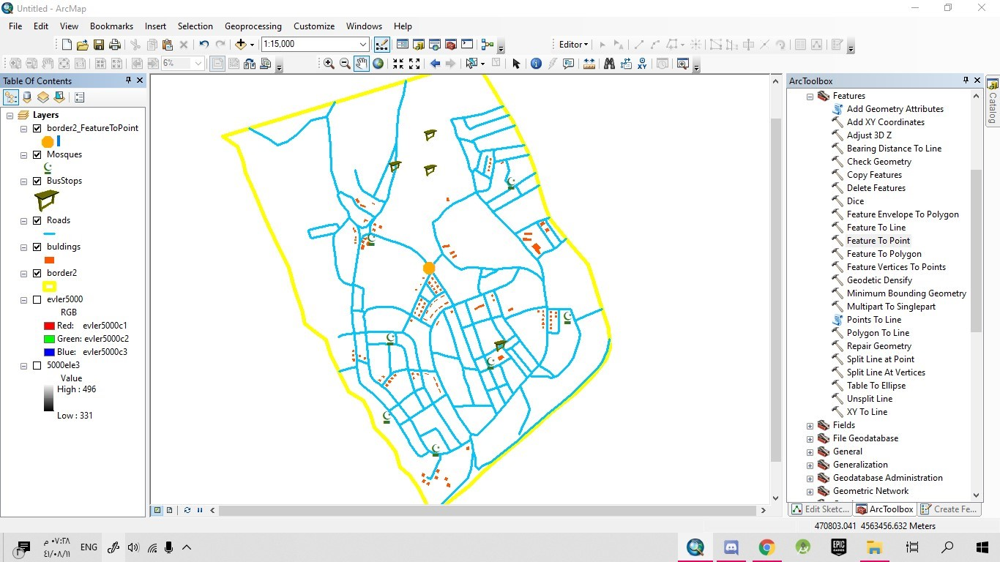 Untitled - ArcMap
File Edit View Bookmarks Insert Selection Geoprocessing Customize Windows Help
1:15,000
Editor
6%
Table Of Contents
Layers
border2_FeatureToPoint
Mosques
BusStops
Roads
buldings
border2
evler5000
RGB
Red: evler5000c1
Green: evler5000c2
Blue: evler5000c3
5000ele3
Value
High : 496
Low : 331
ArcToolbox
Features
Add Geometry Attributes
Add XY Coordinates
Adjust 3D Z
Bearing Distance To Line
Check Geometry
Copy Features
Delete Features
Dice
Feature Envelope To Polygon
Feature To Line
Feature To Point
Feature To Polygon
Feature Vertices To Points
Geodetic Densify
Minimum Bounding Geometry
Multipart To Singlepart
Points To Line
Polygon To Line
Repair Geometry
Split Line at Point
Split Line At Vertices
Table To Ellipse
Unsplit Line
XY To Line
Fields
File Geodatabase
General
Generalization
Geodatabase Administration
Geometric Network
Edit Sketc... ArcToolbox Create Fe...
Catalog
470803.041 4563456.632 Meters
٠٧:٢٨ م
٤١/٠٨/١١
ENG
EPIC GAMES